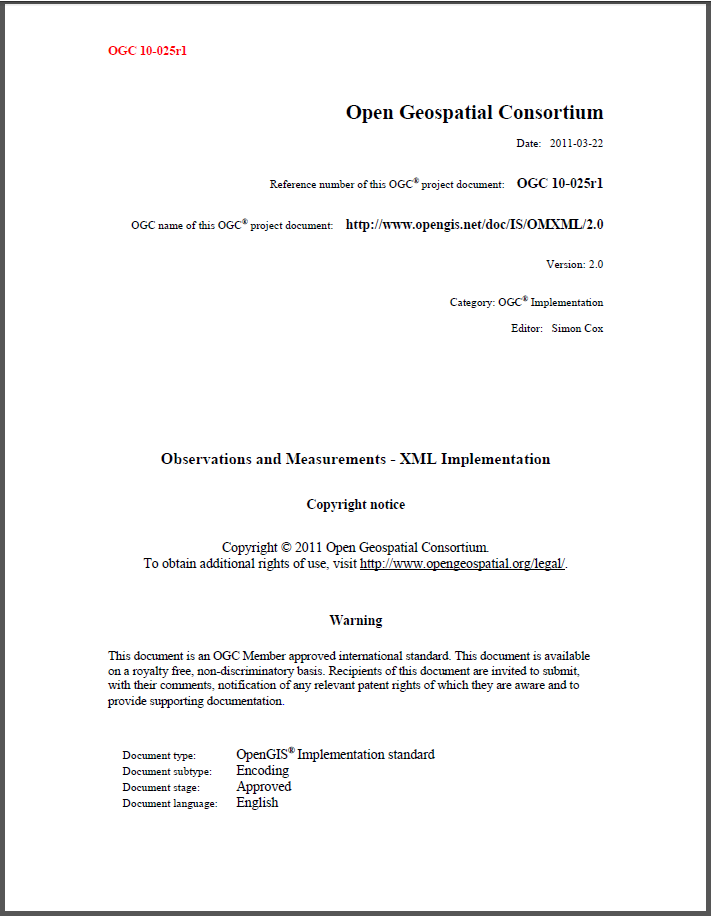 OGC 10-025r1
Open Geospatial Consortium
Date: 2011-03-22
Reference number of this OGC® project document: OGC 10-025r1
OGC name of this OGC® project document: http://www.opengis.net/doc/IS/OMXML/2.0
Version: 2.0
Category: OGC® Implementation
Editor: Simon Cox
Observations and Measurements - XML Implementation
Copyright notice
Copyright © 2011 Open Geospatial Consortium.
To obtain additional rights of use, visit http://www.opengeospatial.org/legal/.
Warning
This document is an OGC Member approved international standard. This document is available
on a royalty free, non-discriminatory basis. Recipients of this document are invited to submit,
with their comments, notification of any relevant patent rights of which they are aware and to
provide supporting documentation.
Document type: OpenGIS® Implementation standard
Document subtype: Encoding
Document stage: Approved
Document language: English